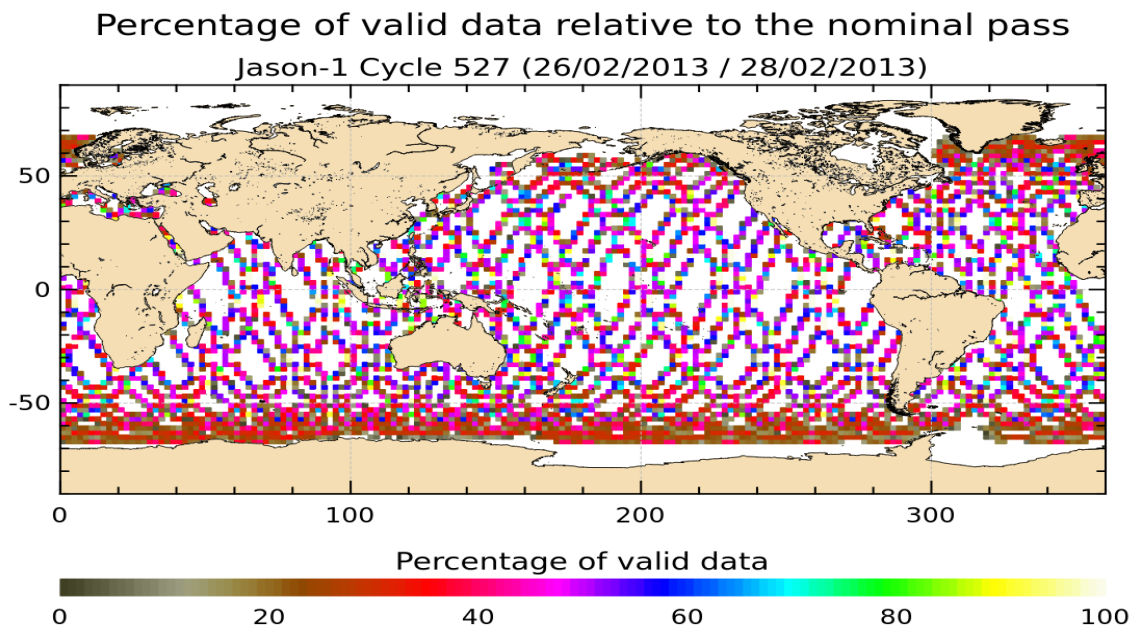 Percentage of valid data relative to the nominal pass
Jason-1 Cycle 527 (26/02/2013 / 28/02/2013)
50
0
-50
0 100 200 300
Percentage of valid data
0 20 40 60 80 100